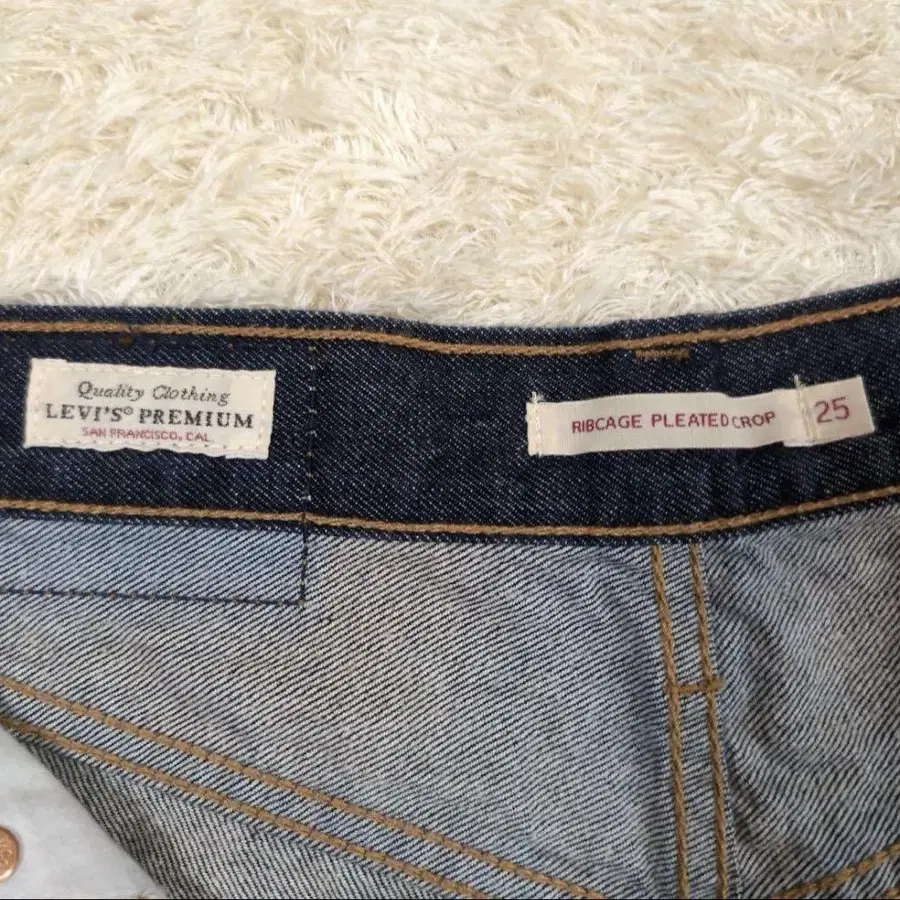 Quality Clothing
LEVI'S® PREMIUM
SAN FRANCISCO, CAL.
RIBCAGE PLEATED CROP
25